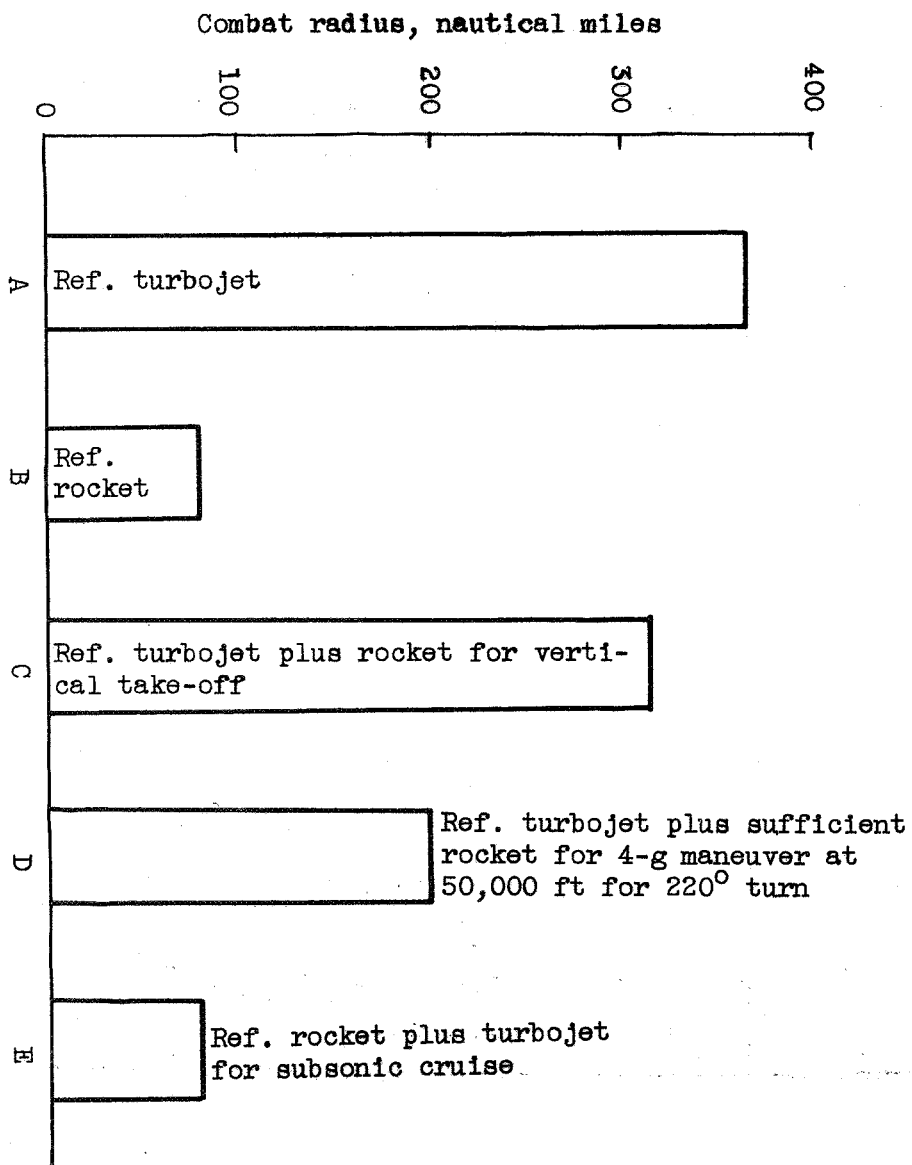 Combat radius, nautical miles
0
100
200
300
400
A
Ref. turbojet
B
Ref.
rocket
C
Ref. turbojet plus rocket for verti-
cal take-off
D
Ref. turbojet plus sufficient
rocket for 4-g maneuver at
50,000 ft for 220° turn
E
Ref. rocket plus turbojet
for subsonic cruise